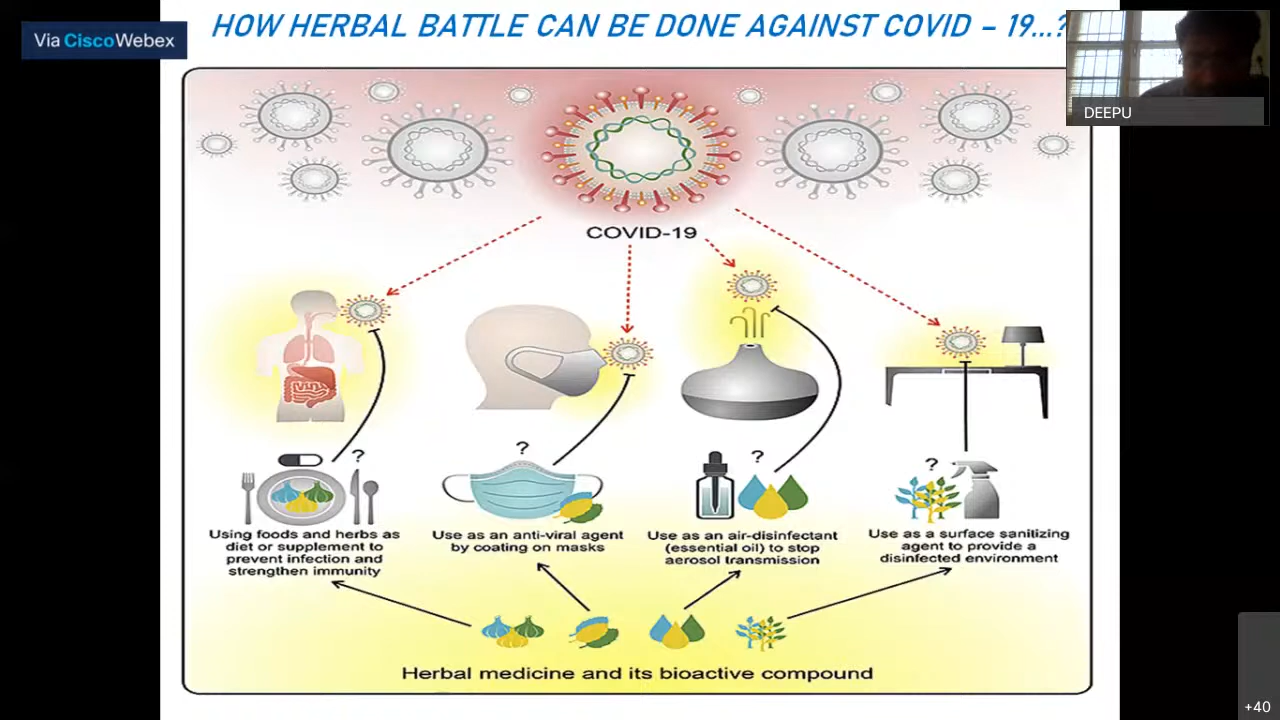 Via CiscoWebex
HOW HERBAL BATTLE CAN BE DONE AGAINST COVID – 19...?
DEEPU
COVID-19
?
?
?
?
Using foods and herbs as
diet or supplement to
prevent infection and
strengthen immunity
Use as an anti-viral agent
by coating on masks
Use as an air-disinfectant
(essential oil) to stop
aerosol transmission
Use as a surface sanitizing
agent to provide a
disinfected environment
Herbal medicine and its bioactive compound
+40